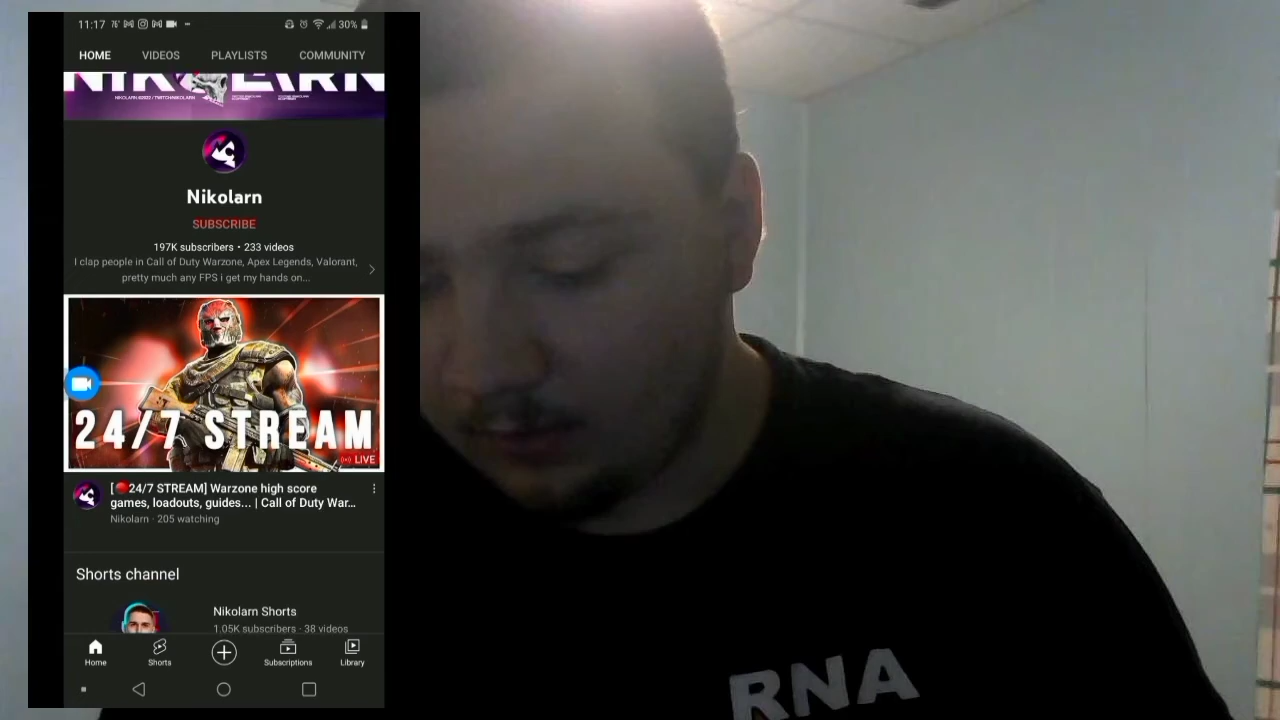 11:17 76° 30%
HOME VIDEOS PLAYLISTS COMMUNITY
NIKOLARN
Nikolarn
SUBSCRIBE
197K subscribers • 233 videos
I clap people in Call of Duty Warzone, Apex Legends, Valorant,
pretty much any FPS i get my hands on...
24/7 STREAM
LIVE
[🔴24/7 STREAM] Warzone high score
games, loadouts, guides... | Call of Duty War...
Nikolarn · 205 watching
Shorts channel
Nikolarn Shorts
1.05K subscribers · 38 videos
Home Shorts Subscriptions Library
RNA